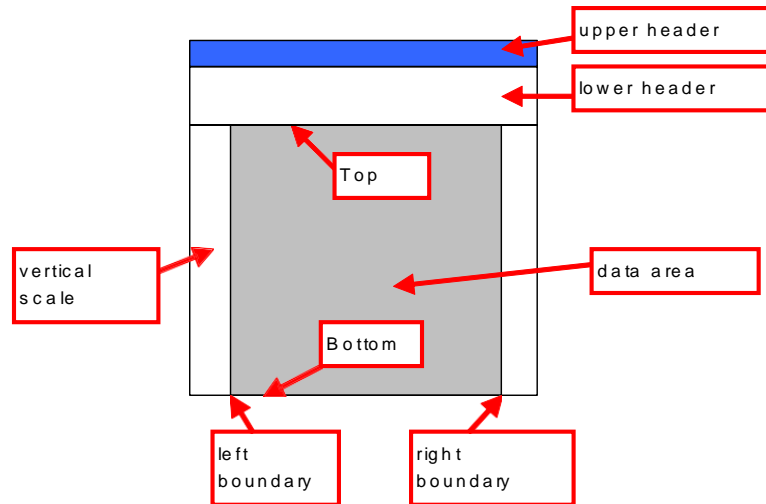 upper header
lower header
Top
vertical
scale
data area
Bottom
left
boundary
right
boundary